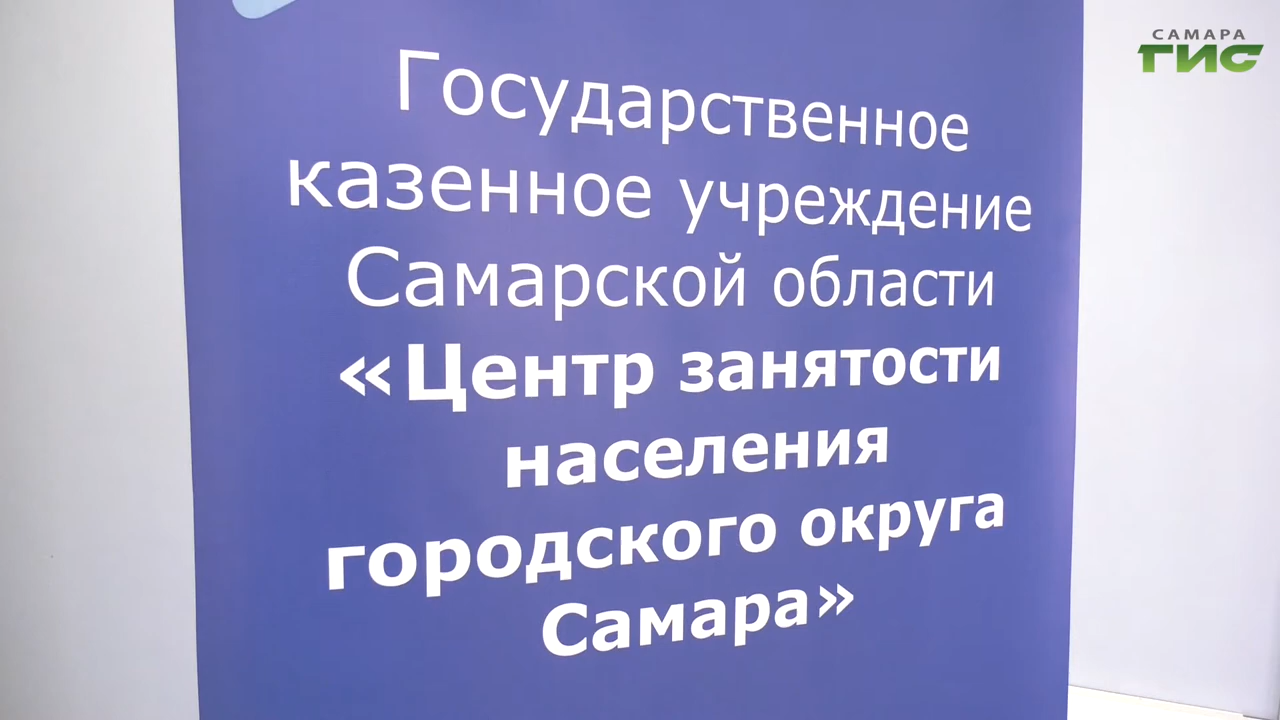 САМАРА
ГИС
Государственное
казенное учреждение
Самарской области
«Центр занятости
населения
городского округа
Самара»